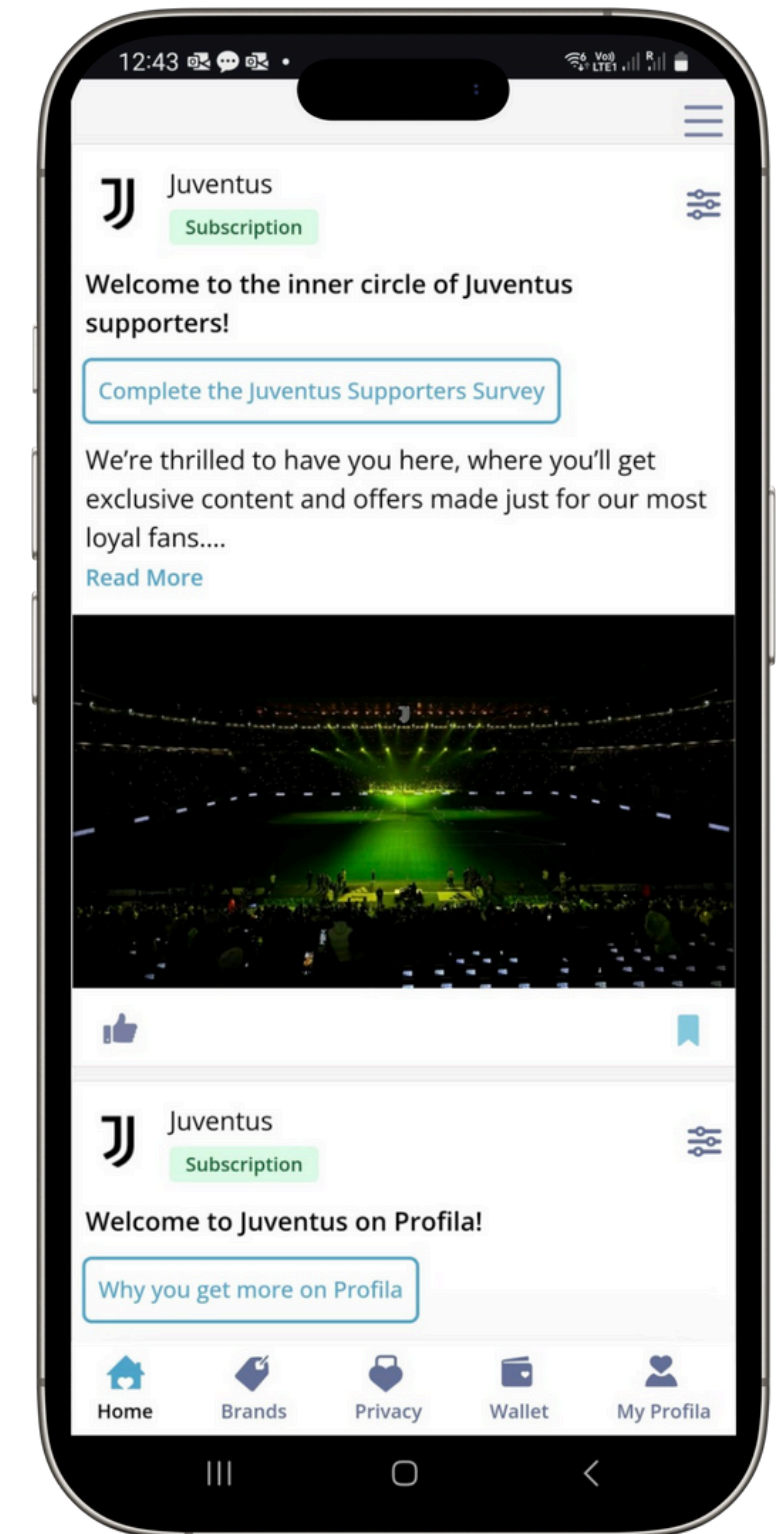 12:43
Vo))
LTE1
R
Juventus
Subscription
Welcome to the inner circle of Juventus
supporters!
Complete the Juventus Supporters Survey
We’re thrilled to have you here, where you’ll get
exclusive content and offers made just for our most
loyal fans....
Read More
Juventus
Subscription
Welcome to Juventus on Profila!
Why you get more on Profila
Home
Brands
Privacy
Wallet
My Profila